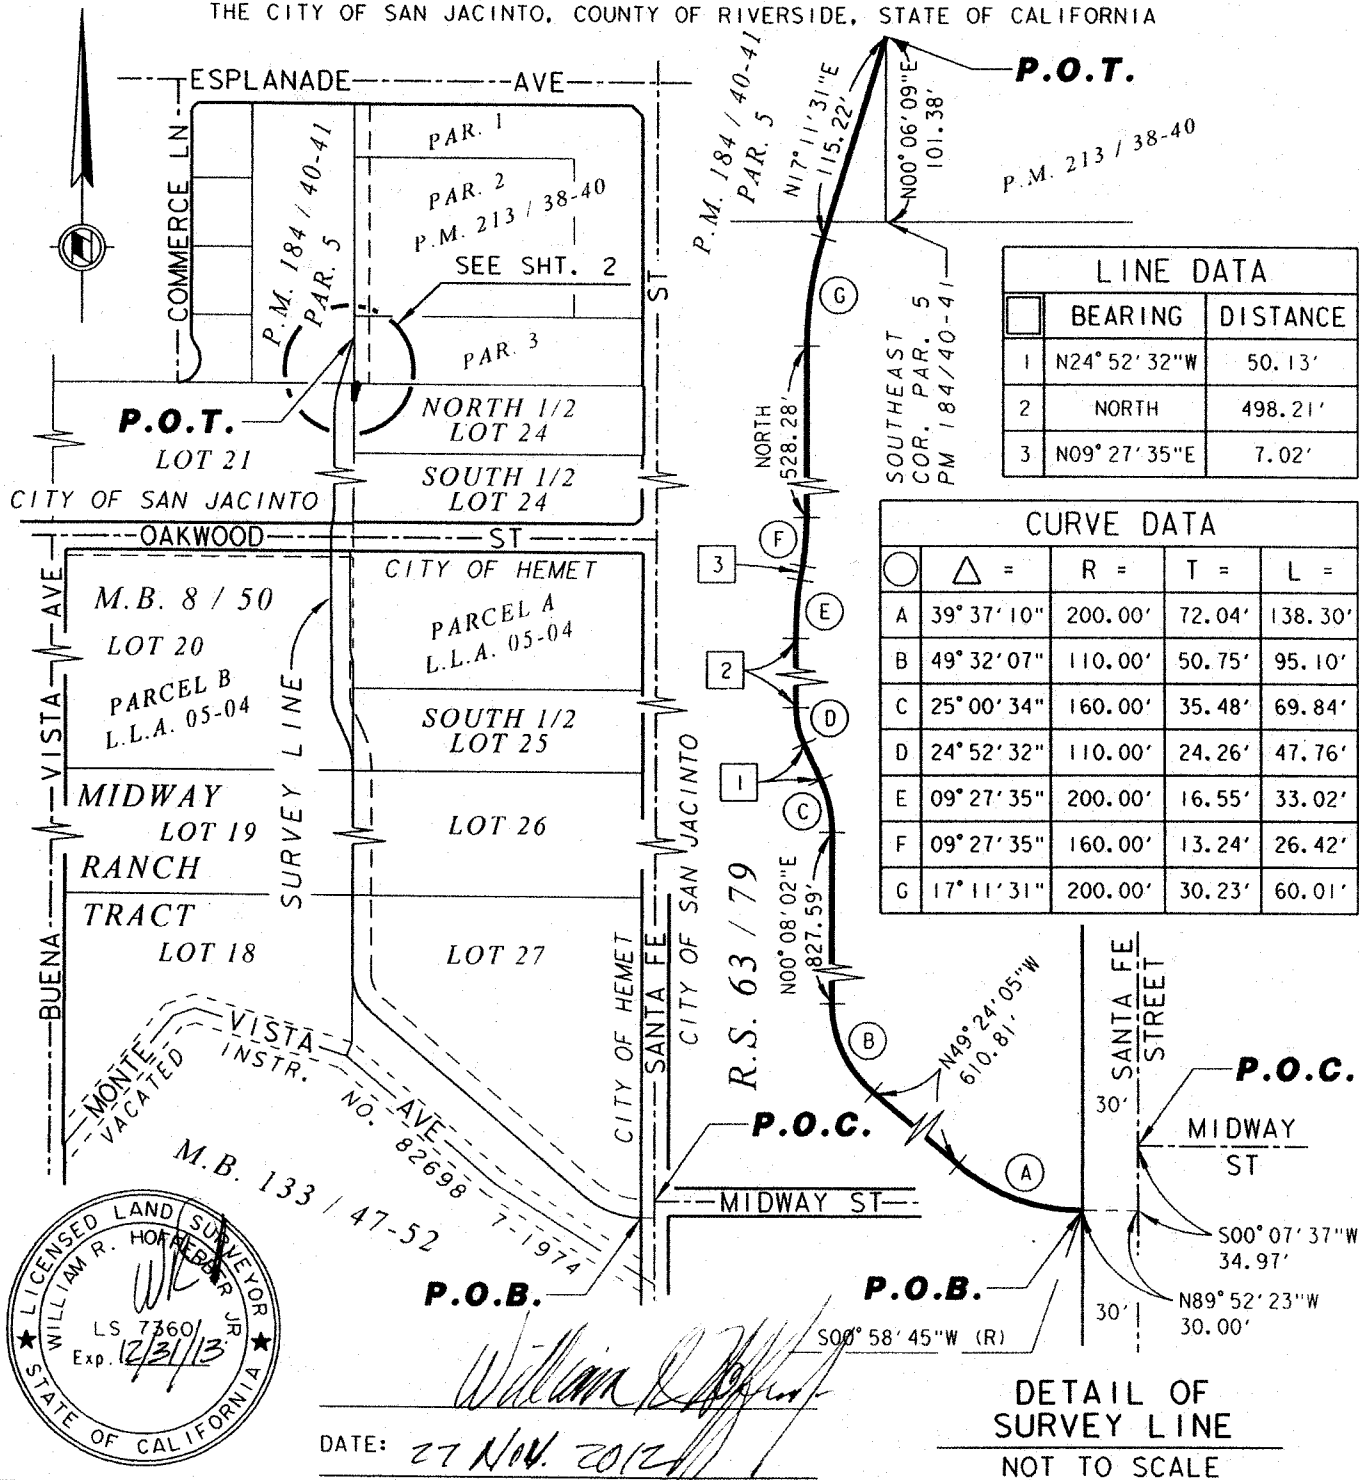 THE CITY OF SAN JACINTO, COUNTY OF RIVERSIDE, STATE OF CALIFORNIA
ESPLANADE AVE
COMMERCE LN
P.M. 184 / 40-41
PAR. 5
PAR. 1
PAR. 2
P.M. 213 / 38-40
SEE SHT. 2
PAR. 3
ST
P.O.T.
LOT 21
NORTH 1/2
LOT 24
SOUTH 1/2
LOT 24
CITY OF SAN JACINTO
OAKWOOD ST
CITY OF HEMET
M.B. 8 / 50
LOT 20
PARCEL B
L.L.A. 05-04
PARCEL A
L.L.A. 05-04
SURVEY LINE
SOUTH 1/2
LOT 25
MIDWAY
LOT 19
RANCH
TRACT
LOT 18
LOT 26
LOT 27
BUENA VISTA AVE
MONTE VISTA AVE
VACATED INSTR. NO. 82698 7-1974
M.B. 133 / 47-52
CITY OF HEMET
SANTA FE
CITY OF SAN JACINTO
P.O.C.
MIDWAY ST
P.O.B.
P.M. 184 / 40-41
PAR. 5
N17°11'31"E
115.22'
N00°06'09"E
101.38'
P.O.T.
P.M. 213 / 38-40
SOUTHEAST
COR. PAR. 5
PM 184/40-41
G
NORTH
528.28'
F
3
E
2
D
1
C
R.S. 63 / 79
N00°08'02"E
827.59'
B
N49°24'05"W
610.81'
A
LINE DATA
BEARING DISTANCE
1 N24°52'32"W 50.13'
2 NORTH 498.21'
3 N09°27'35"E 7.02'
CURVE DATA
△ = R = T = L =
A 39°37'10" 200.00' 72.04' 138.30'
B 49°32'07" 110.00' 50.75' 95.10'
C 25°00'34" 160.00' 35.48' 69.84'
D 24°52'32" 110.00' 24.26' 47.76'
E 09°27'35" 200.00' 16.55' 33.02'
F 09°27'35" 160.00' 13.24' 26.42'
G 17°11'31" 200.00' 30.23' 60.01'
SANTA FE
STREET
30'
P.O.C.
MIDWAY
ST
S00°07'37"W
34.97'
N89°52'23"W
30.00'
30'
P.O.B.
S00°58'45"W (R)
DETAIL OF
SURVEY LINE
NOT TO SCALE
LICENSED LAND SURVEYOR
WILLIAM R. HOFFERBER JR.
LS 7360
Exp. 12/31/13
STATE OF CALIFORNIA
DATE: 27 NOV. 2012